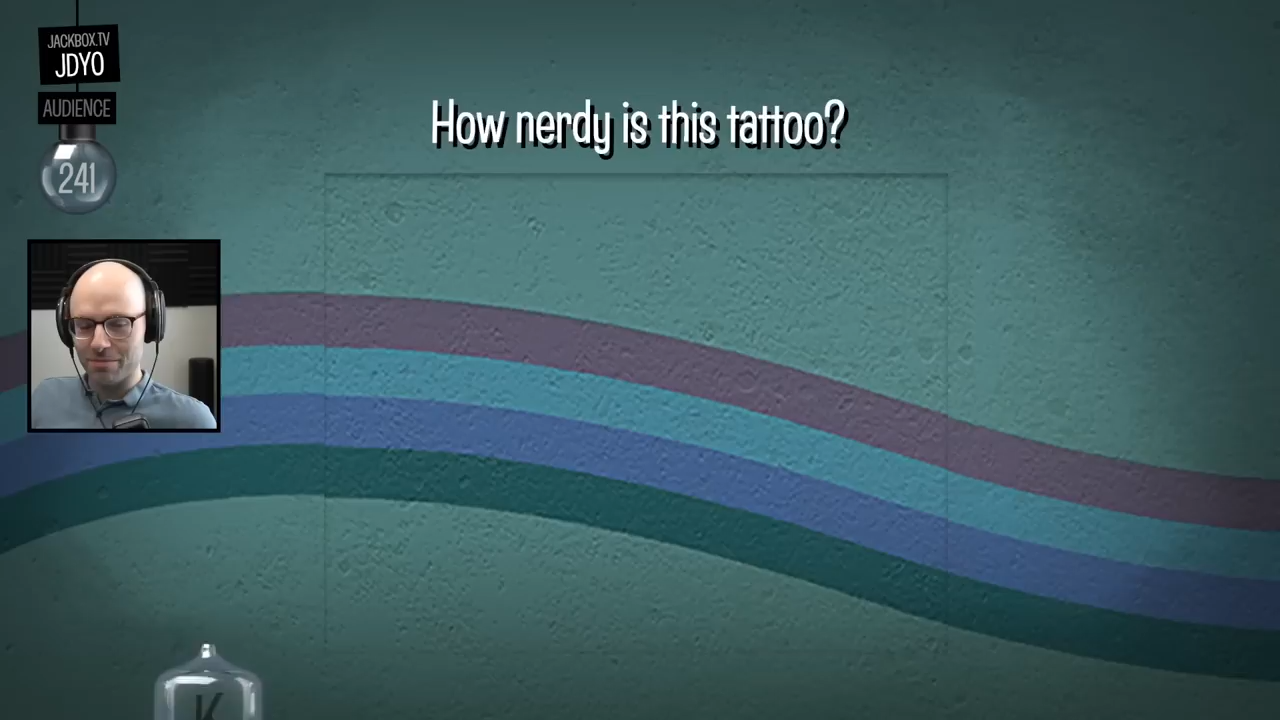 JACKBOX.TV
JDYO
AUDIENCE
241
How nerdy is this tattoo?
K